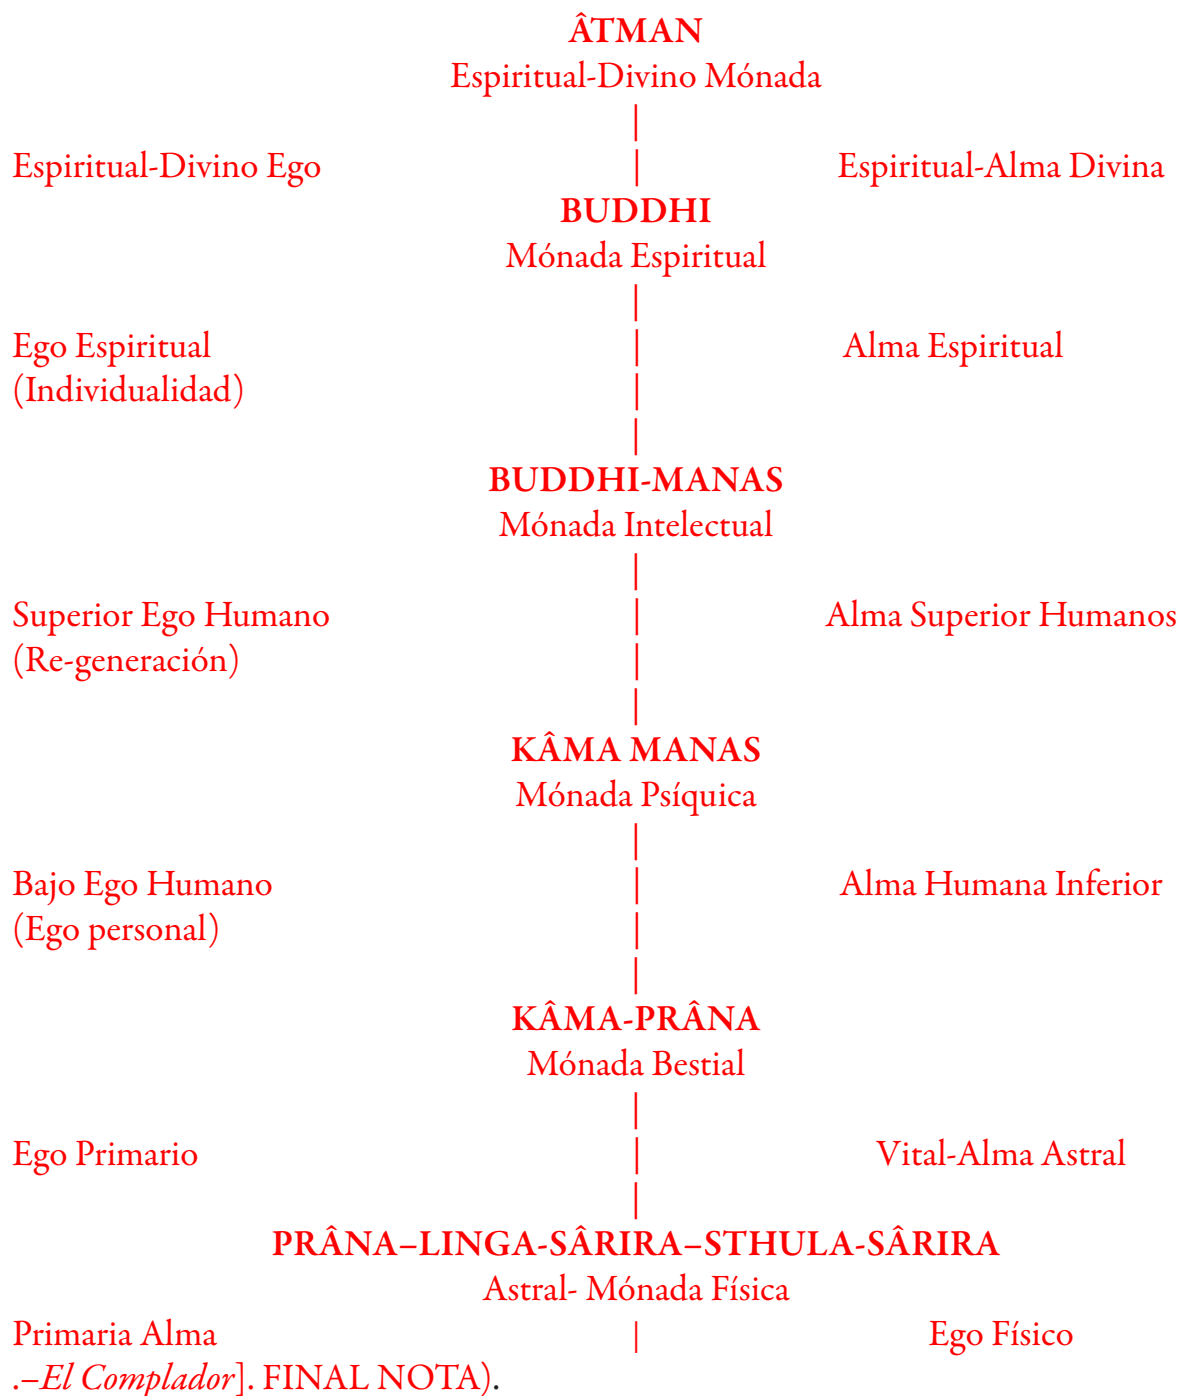 ÂTMAN
Espiritual-Divino Mónada
Espiritual-Divino Ego Espiritual-Alma Divina
BUDDHI
Mónada Espiritual
Ego Espiritual Alma Espiritual
(Individualidad)
BUDDHI-MANAS
Mónada Intelectual
Superior Ego Humano Alma Superior Humanos
(Re-generación)
KÂMA MANAS
Mónada Psíquica
Bajo Ego Humano Alma Humana Inferior
(Ego personal)
KÂMA-PRÂNA
Mónada Bestial
Ego Primario Vital-Alma Astral
PRÂNA–LINGA-SÂRIRA–STHULA-SÂRIRA
Astral- Mónada Física
Primaria Alma Ego Físico
.–El Complador]. FINAL NOTA).